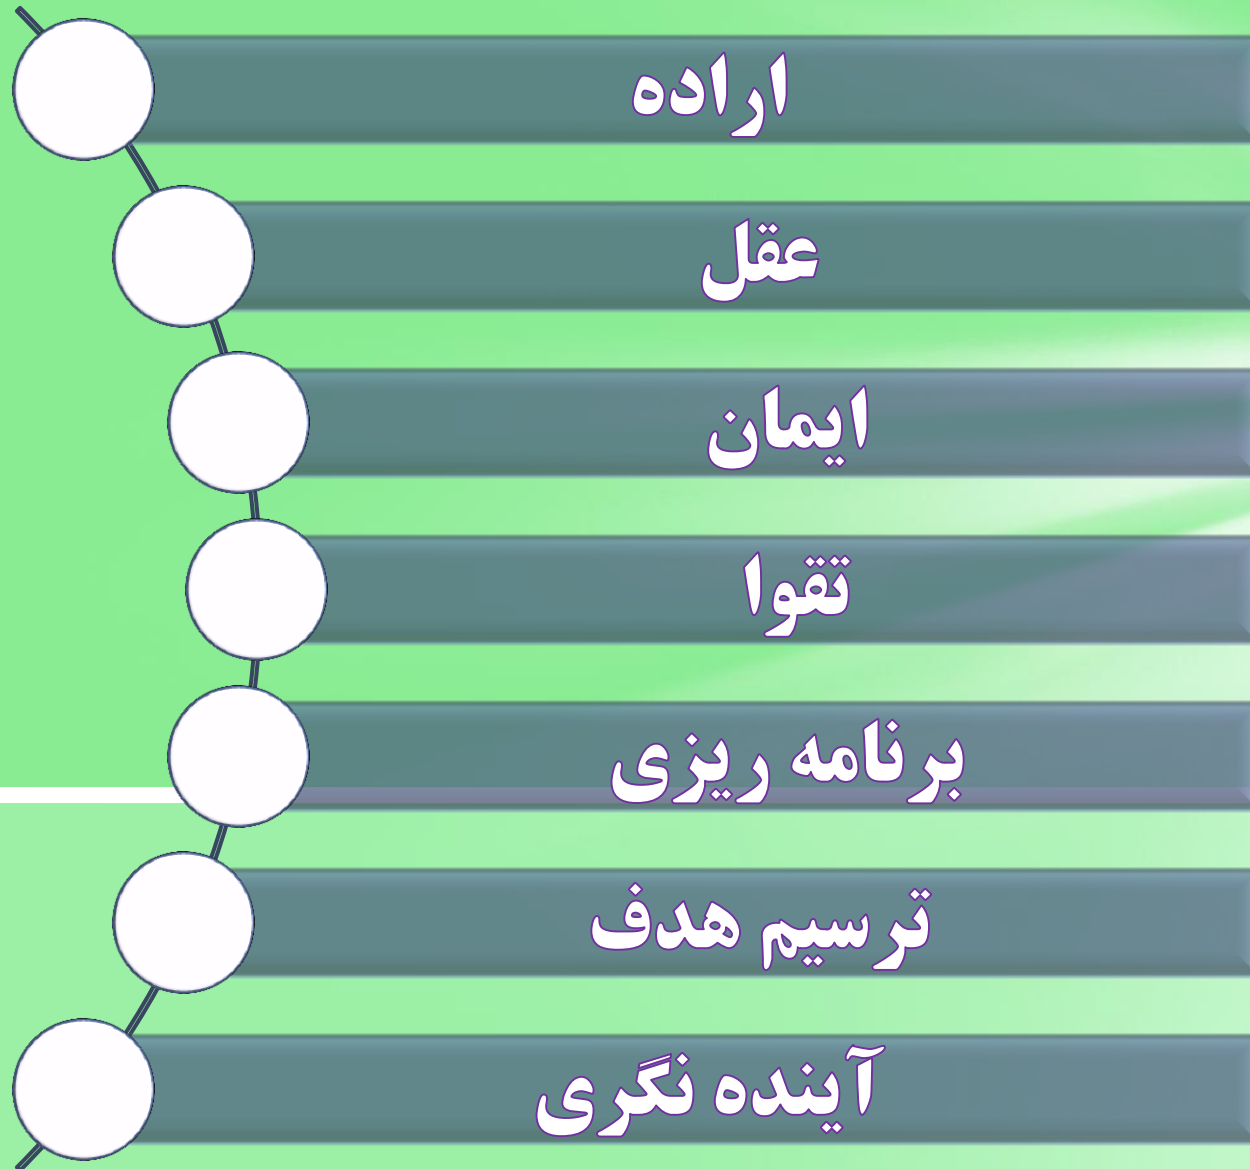 اراده
عقل
ایمان
تقوا
برنامه ریزی
ترسیم هدف
آینده نگری